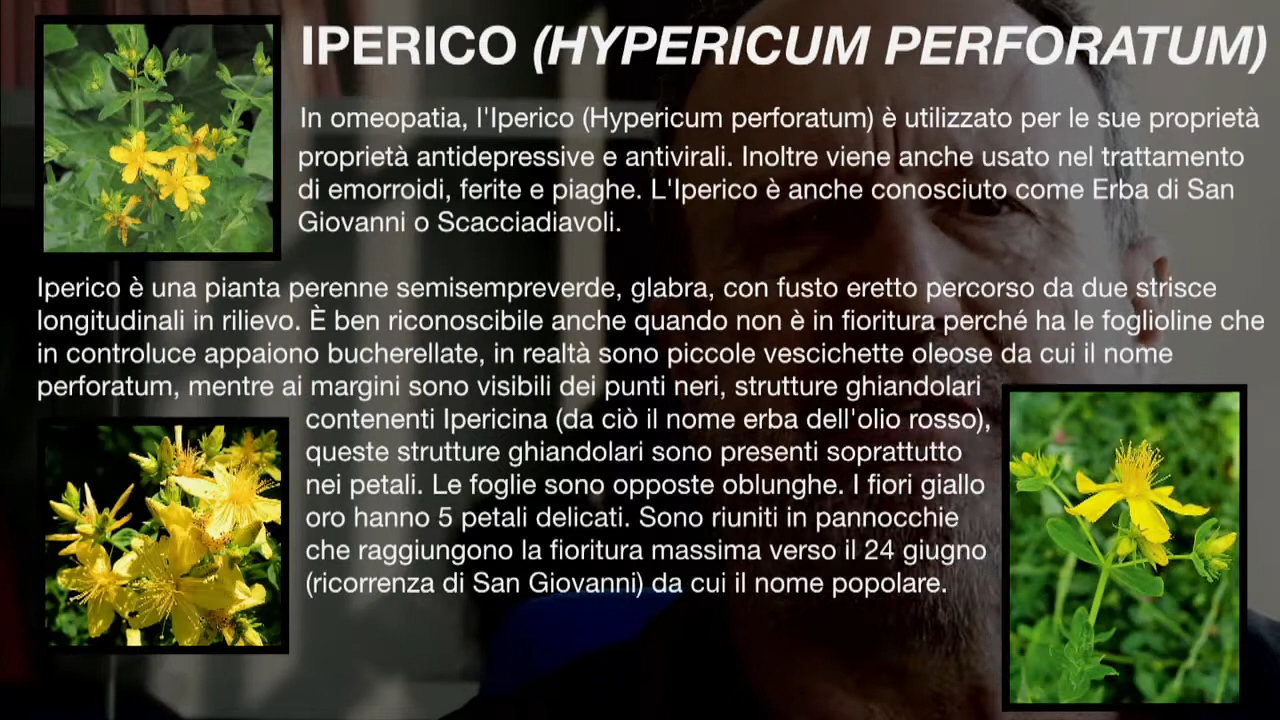 IPERICO (HYPERICUM PERFORATUM)
In omeopatia, l'Iperico (Hypericum perforatum) è utilizzato per le sue proprietà
proprietà antidepressive e antivirali. Inoltre viene anche usato nel trattamento
di emorroidi, ferite e piaghe. L'Iperico è anche conosciuto come Erba di San
Giovanni o Scacciadiavoli.
Iperico è una pianta perenne semisempreverde, glabra, con fusto eretto percorso da due strisce
longitudinali in rilievo. È ben riconoscibile anche quando non è in fioritura perché ha le foglioline che
in controluce appaiono bucherellate, in realtà sono piccole vescichette oleose da cui il nome
perforatum, mentre ai margini sono visibili dei punti neri, strutture ghiandolari
contenenti Ipericina (da ciò il nome erba dell'olio rosso),
queste strutture ghiandolari sono presenti soprattutto
nei petali. Le foglie sono opposte oblunghe. I fiori giallo
oro hanno 5 petali delicati. Sono riuniti in pannocchie
che raggiungono la fioritura massima verso il 24 giugno
(ricorrenza di San Giovanni) da cui il nome popolare.